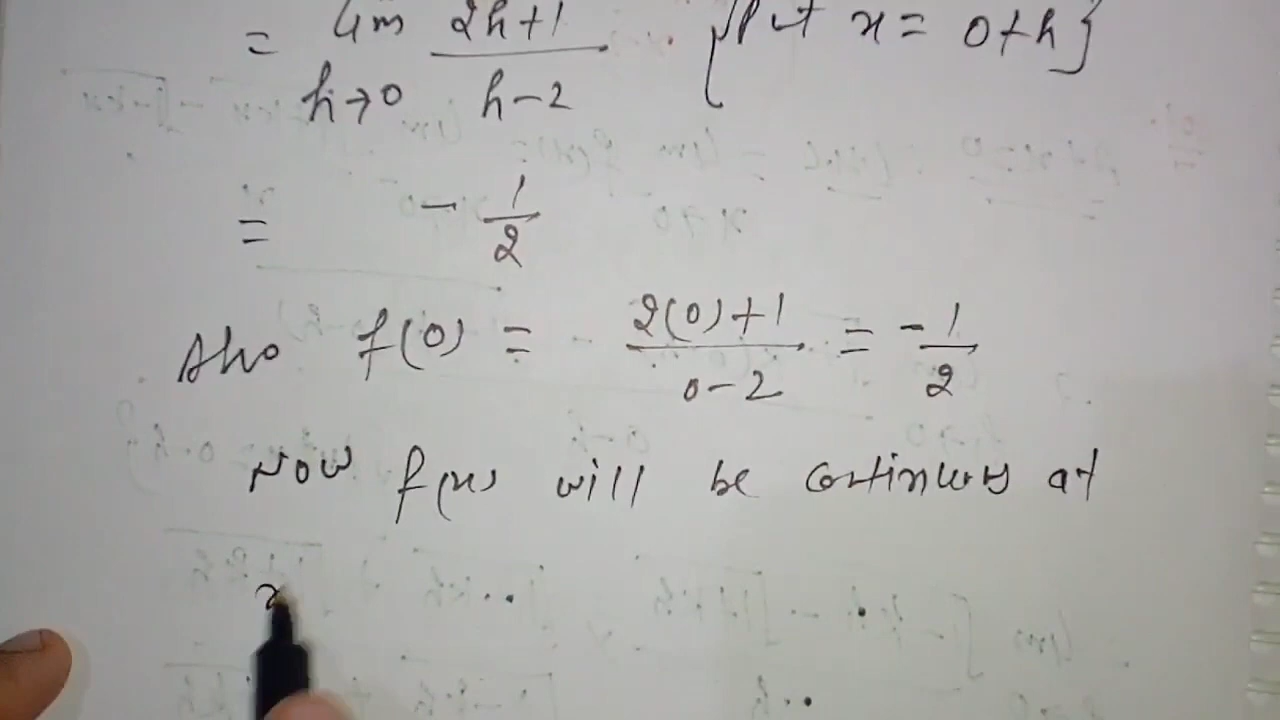 = lim 2h+1 / h-2 {Put x = 0+h}
h→0
= - 1/2
Also f(0) = 2(0)+1 / 0-2 = -1/2
Now f(x) will be continuous at
x